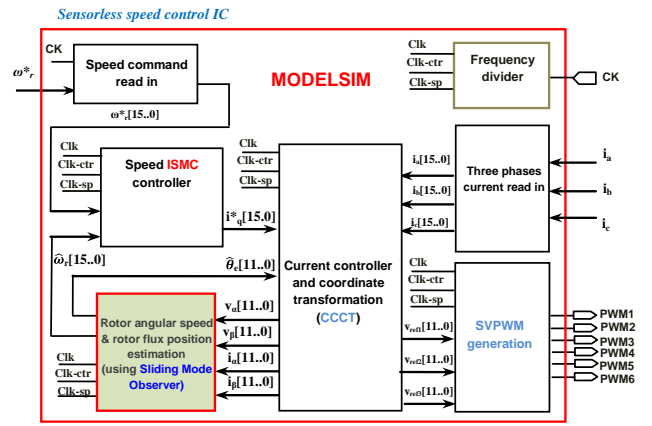 Sensorless speed control IC
CK
ω*r
Speed command
read in
ω*r[15..0]
MODELSIM
Clk
Clk-ctr
Clk-sp
Frequency
divider
CK
Clk
Clk-ctr
Clk-sp
Speed ISMC
controller
i*q[15.0]
ω̂r[15..0]
θ̂e[11..0]
Clk
Clk-ctr
Clk-sp
Current controller
and coordinate
transformation
(CCCT)
ia[15..0]
ib[15..0]
ic[15..0]
Three phases
current read in
ia
ib
ic
Rotor angular speed
& rotor flux position
estimation
(using Sliding Mode
Observer)
Clk
Clk-ctr
Clk-sp
vα[11..0]
vβ[11..0]
iα[11..0]
iβ[11..0]
Clk
Clk-ctr
Clk-sp
vref1[11..0]
vref2[11..0]
vref3[11..0]
SVPWM
generation
PWM1
PWM2
PWM3
PWM4
PWM5
PWM6